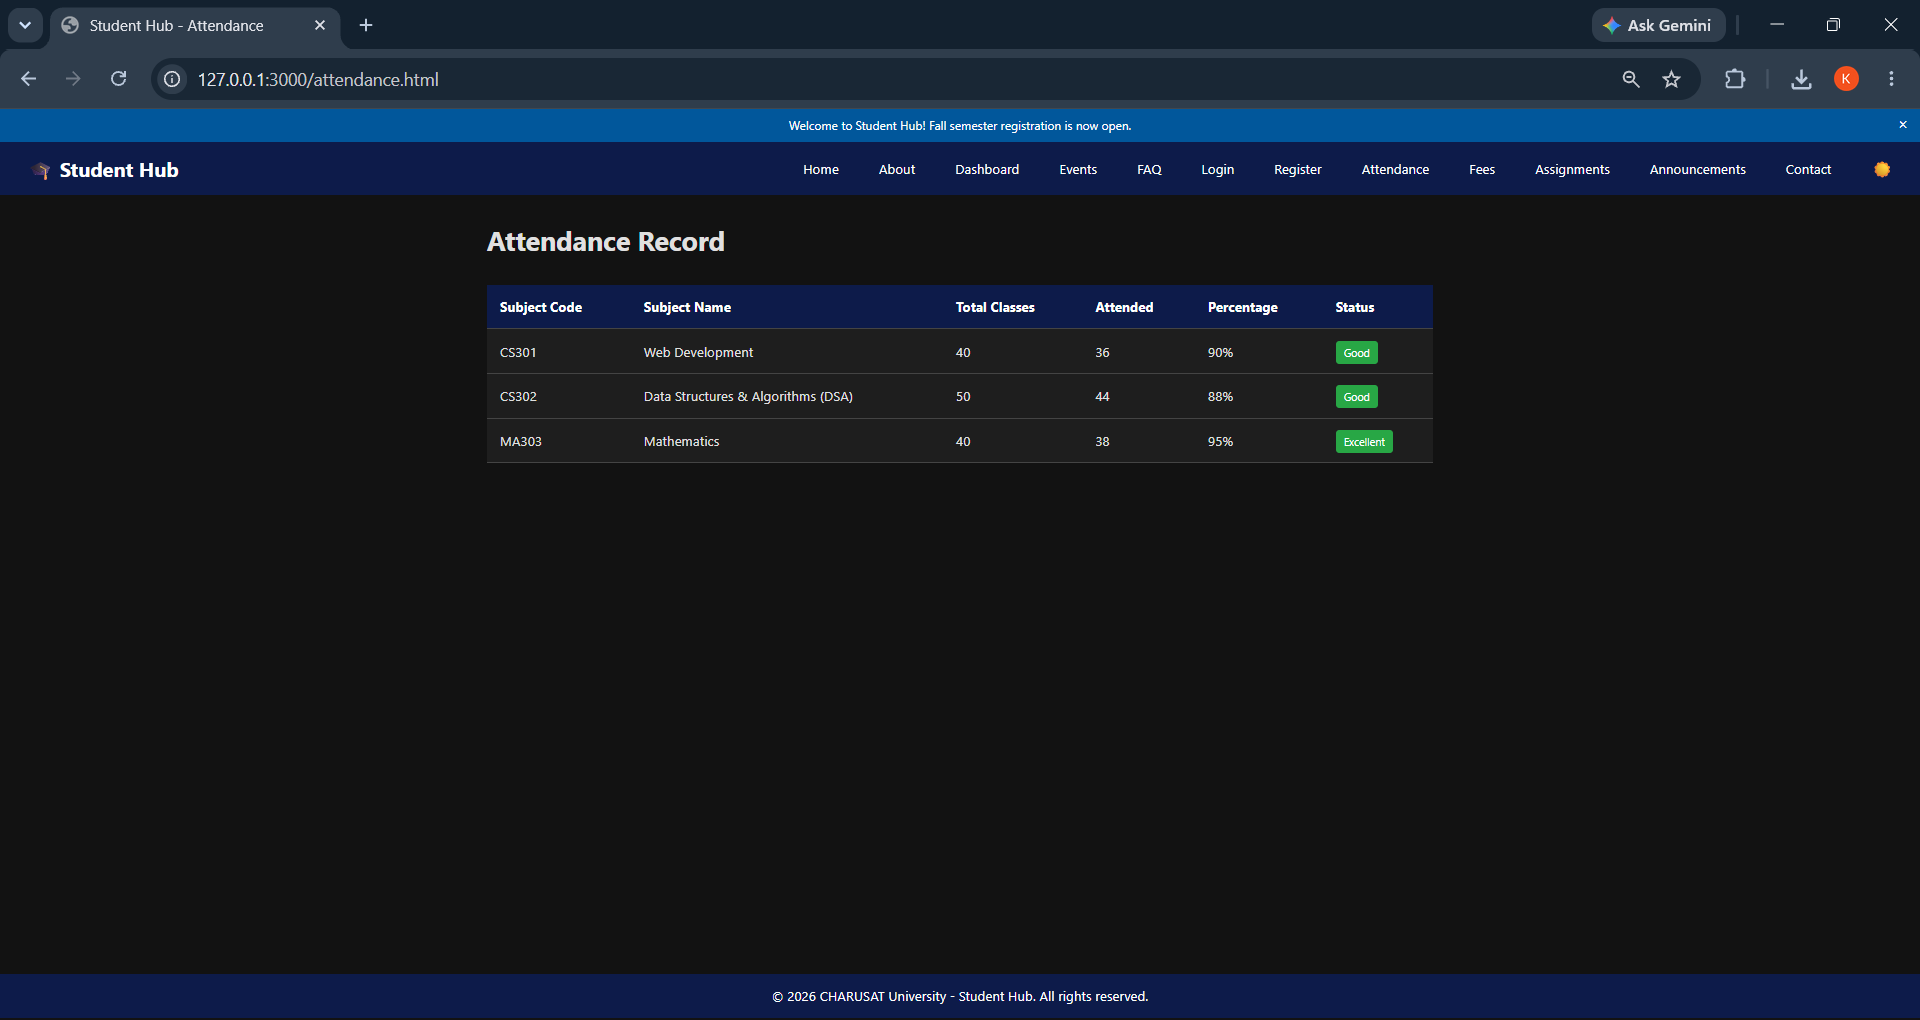 Student Hub - Attendance
Ask Gemini
127.0.0.1:3000/attendance.html
K
Welcome to Student Hub! Fall semester registration is now open.
Student Hub Home About Dashboard Events FAQ Login Register Attendance Fees Assignments Announcements Contact
Attendance Record
Subject Code Subject Name Total Classes Attended Percentage Status
CS301 Web Development 40 36 90% Good
CS302 Data Structures & Algorithms (DSA) 50 44 88% Good
MA303 Mathematics 40 38 95% Excellent
© 2026 CHARUSAT University - Student Hub. All rights reserved.